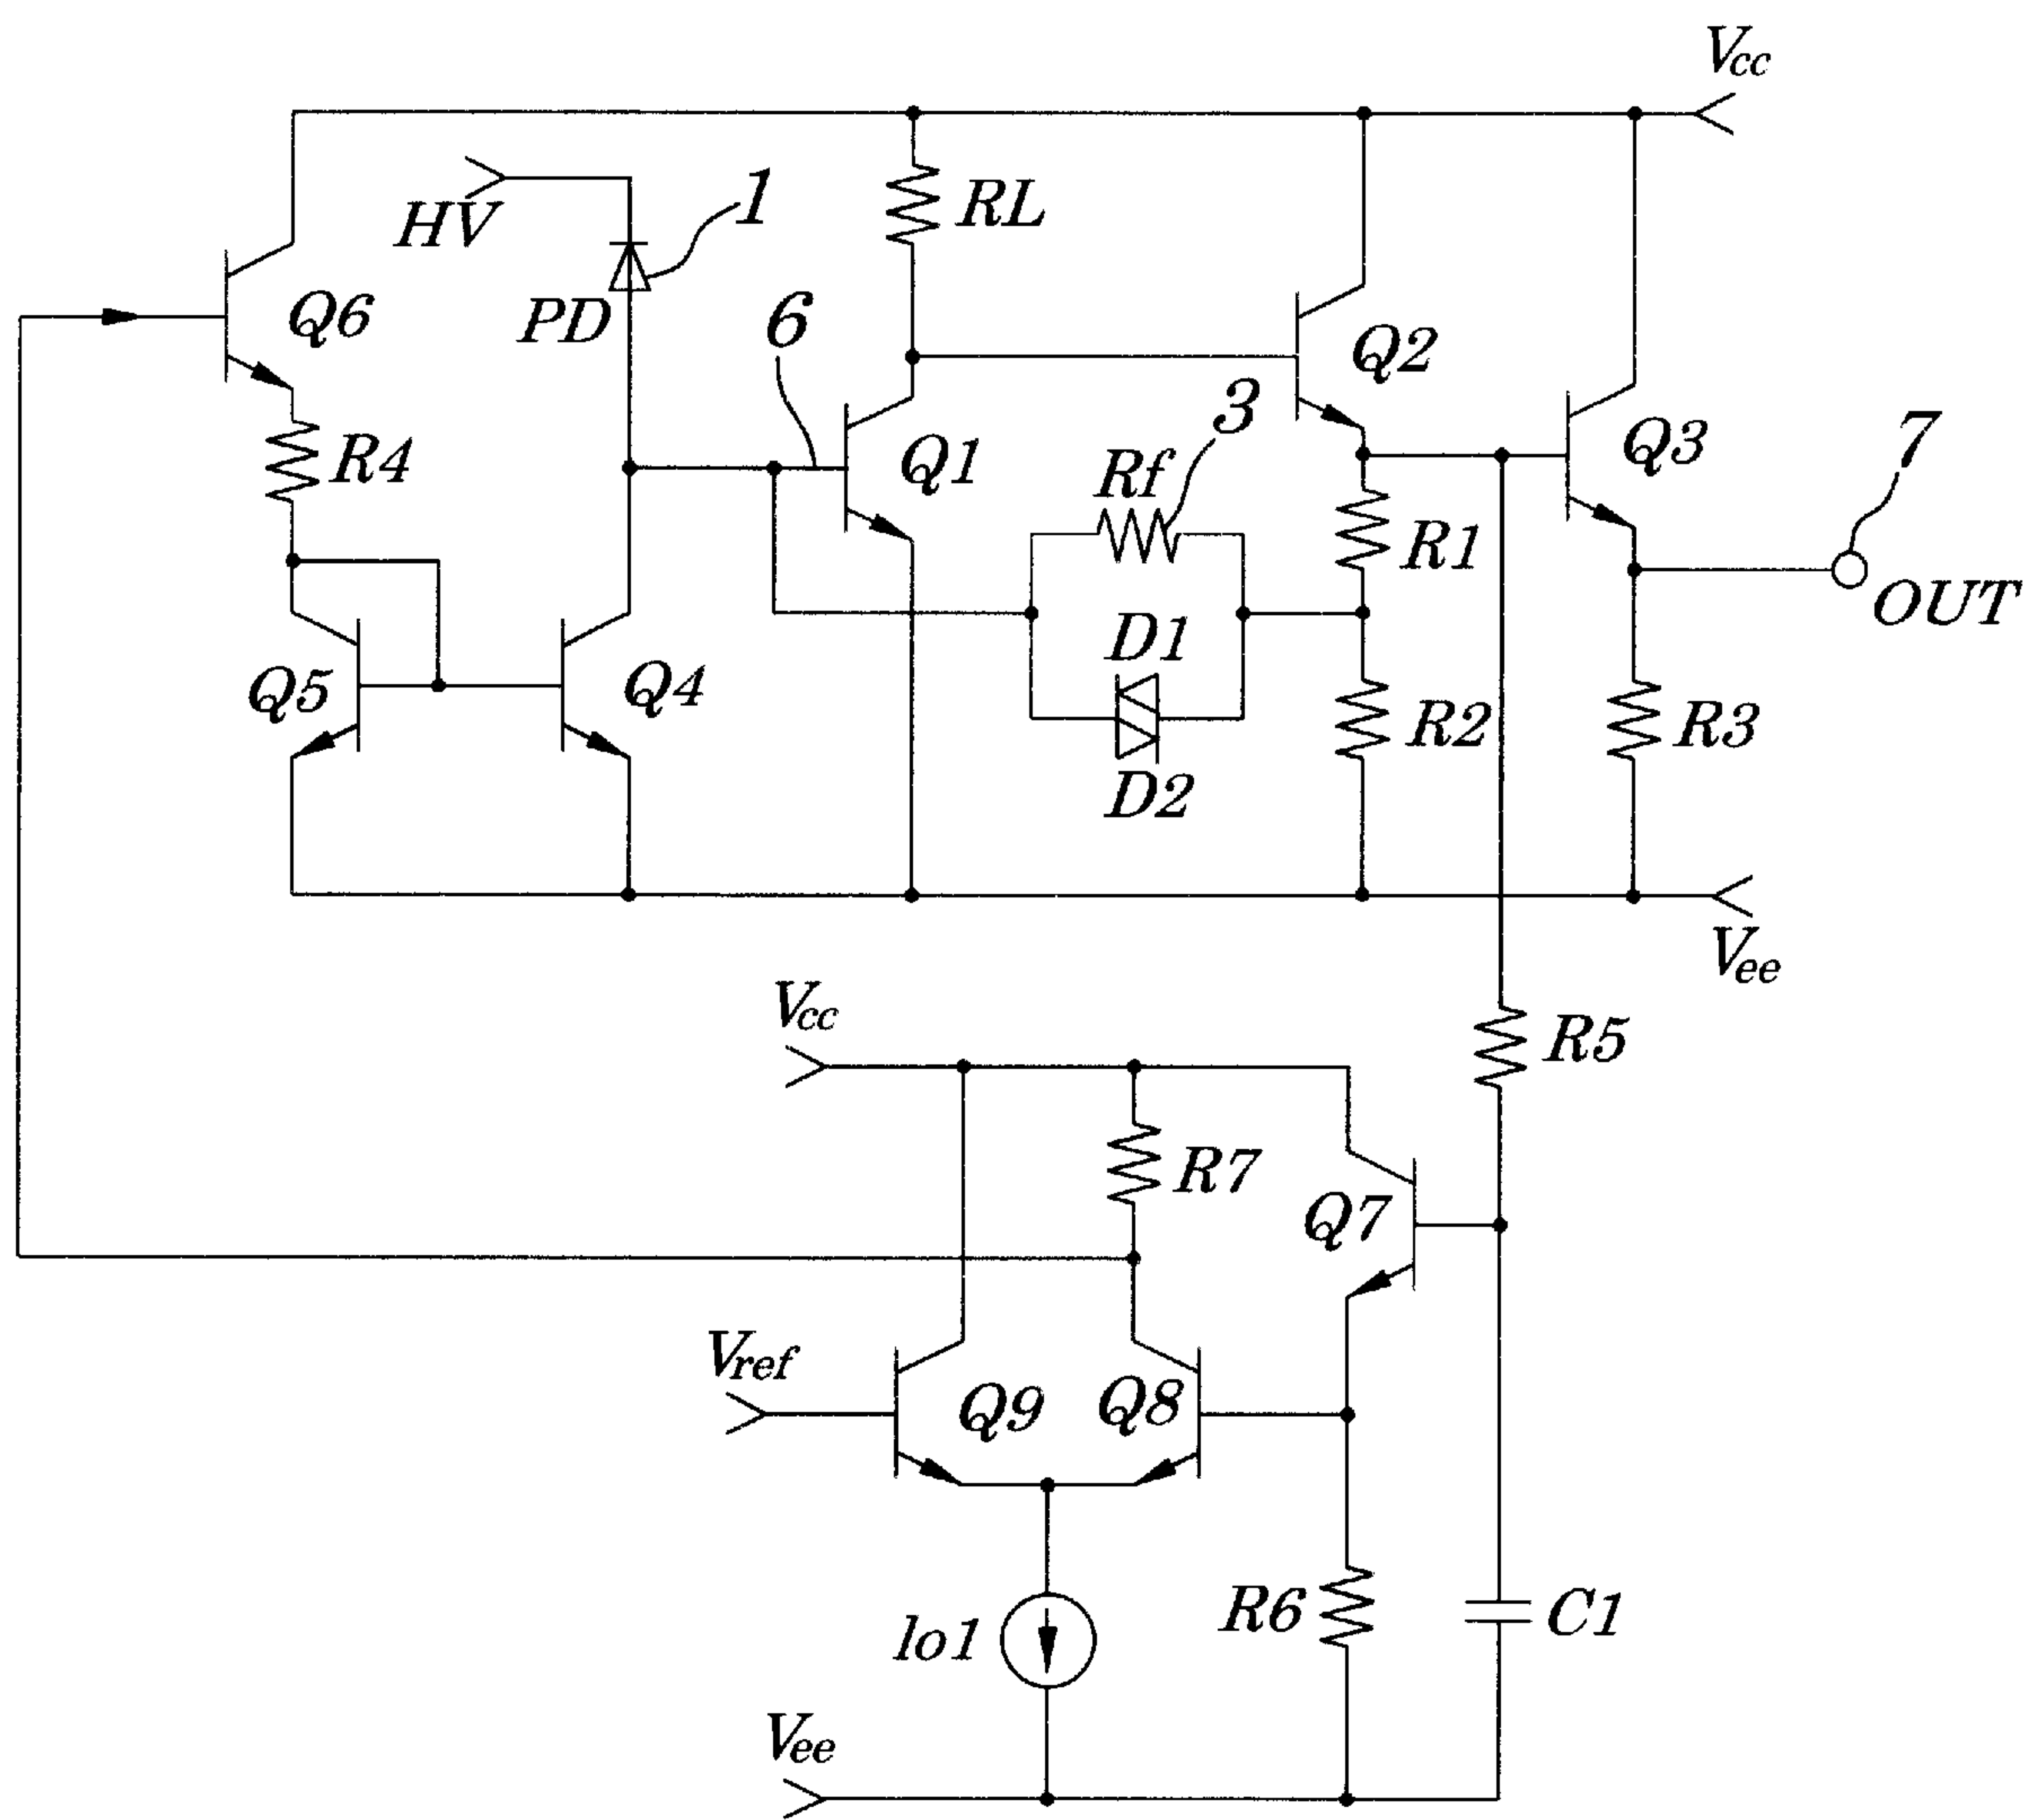 Vcc
HV
1
RL
PD
6
Q6
Q2
3
R4
Q1
Rf
Q3
7
R1
OUT
D1
Q5
Q4
R2
R3
D2
Vee
Vcc
R5
R7
Q7
Vref
Q9
Q8
Io1
R6
C1
Vee